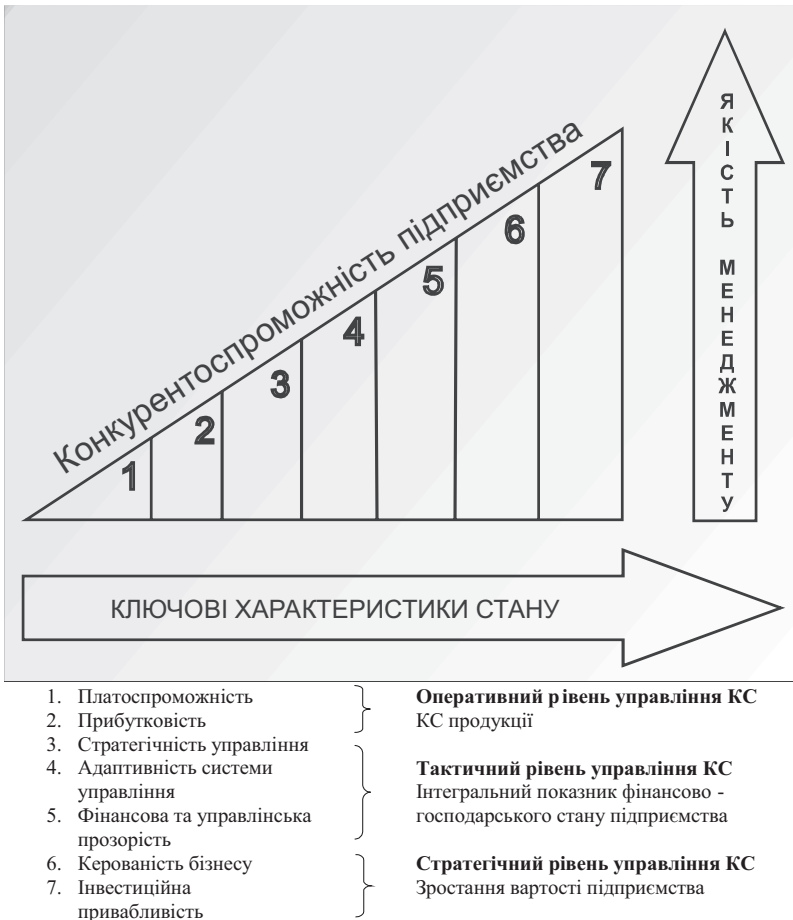 Конкурентоспроможність підприємства
1
2
3
4
5
6
7
ЯКІСТЬ МЕНЕДЖМЕНТУ
КЛЮЧОВІ ХАРАКТЕРИСТИКИ СТАНУ
1. Платоспроможність
2. Прибутковість
3. Стратегічність управління
4. Адаптивність системи
управління
5. Фінансова та управлінська
прозорість
6. Керованість бізнесу
7. Інвестиційна
привабливість
Оперативний рівень управління КС
КС продукції
Тактичний рівень управління КС
Інтегральний показник фінансово -
господарського стану підприємства
Стратегічний рівень управління КС
Зростання вартості підприємства